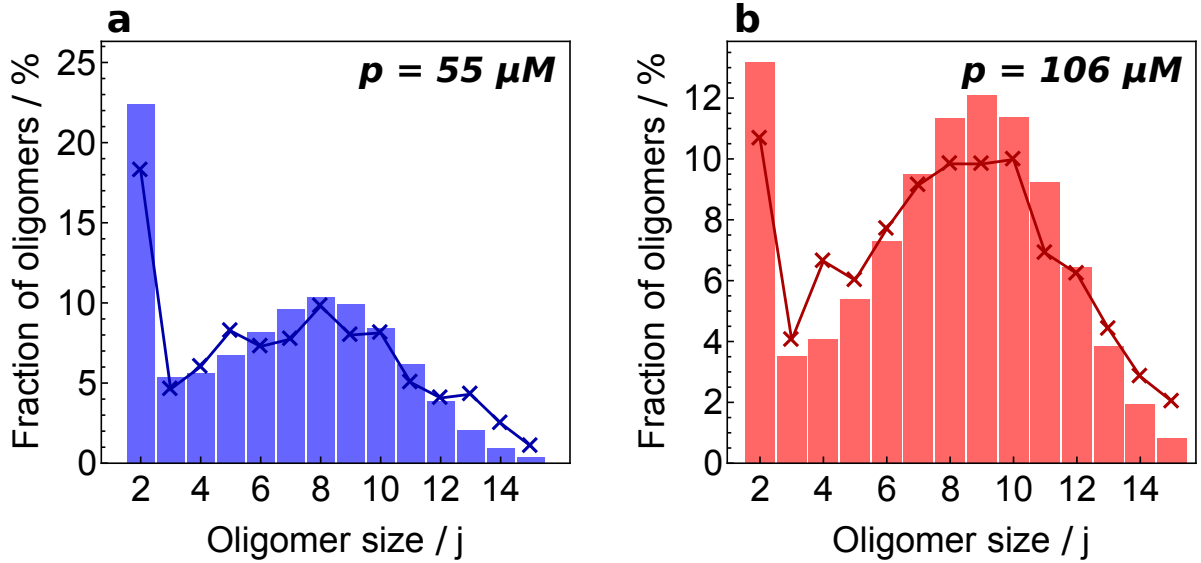 a
p = 55 μM
Fraction of oligomers / %
25
20
15
10
5
0
2 4 6 8 10 12 14
Oligomer size / j
b
p = 106 μM
Fraction of oligomers / %
12
10
8
6
4
2
0
2 4 6 8 10 12 14
Oligomer size / j